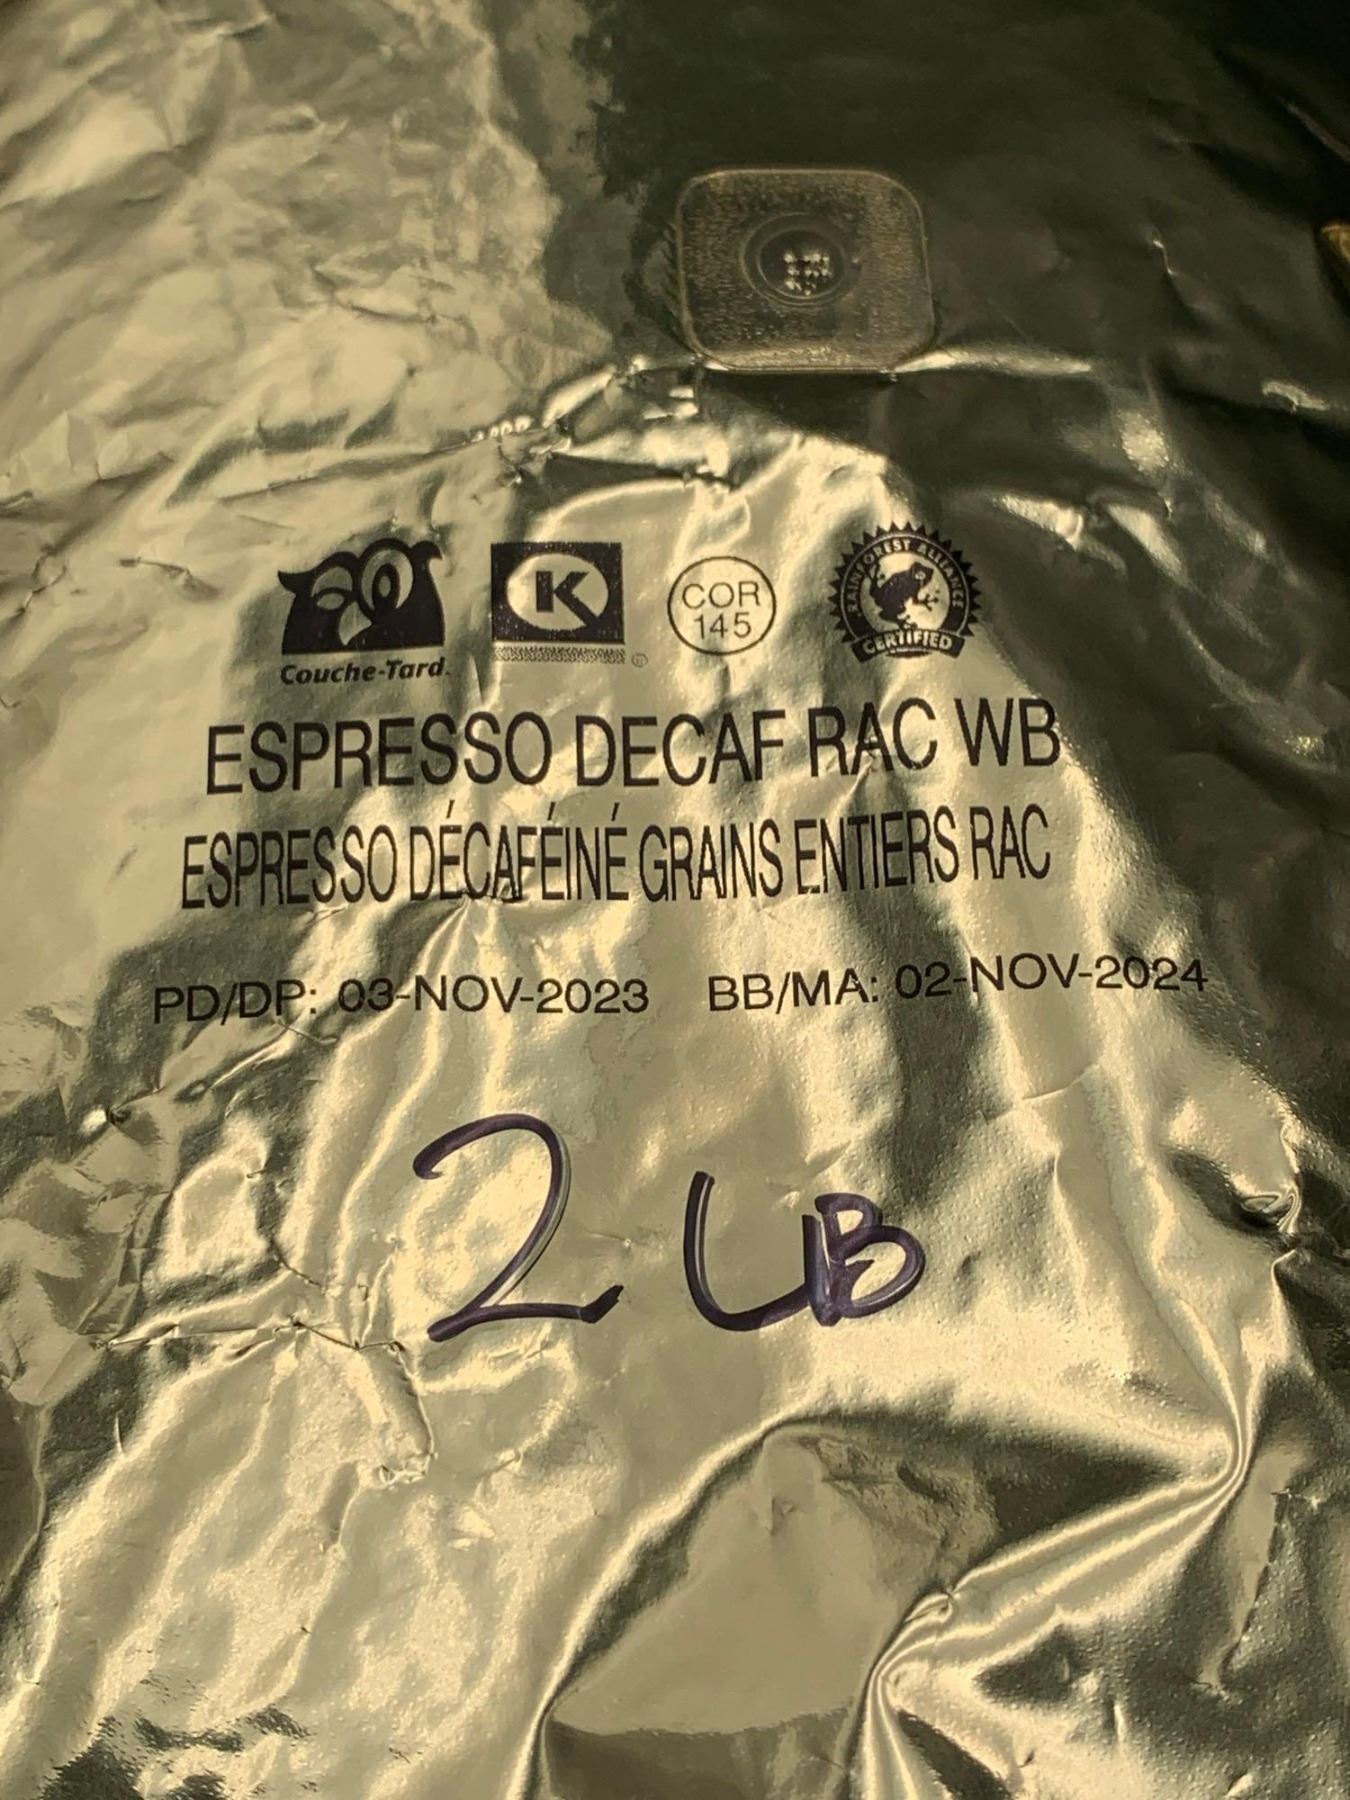 Couche-Tard.
K
COR
145
RAINFOREST ALLIANCE
CERTIFIED
ESPRESSO DECAF RAC WB
ESPRESSO DÉCAFÉINÉ GRAINS ENTIERS RAC
PD/DP: 03-NOV-2023 BB/MA: 02-NOV-2024
2 LB